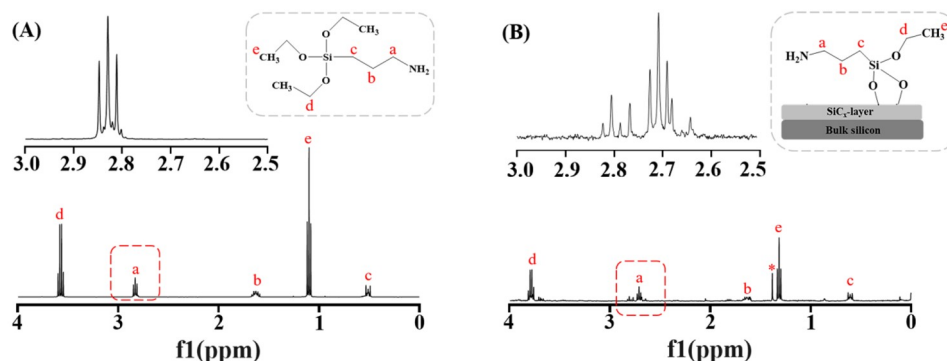 (A)
CH₃
e
O
CH₃
O
Si
O
c
b
a
NH₂
CH₃
O
d
3.0 2.9 2.8 2.7 2.6 2.5
d
a
b
e
c
4 3 2 1 0
f1(ppm)
(B)
e
d
CH₃
O
a
c
H₂N
b
Si
O
O
SiCₓ-layer
Bulk silicon
3.0 2.9 2.8 2.7 2.6 2.5
d
a
b
*
e
c
4 3 2 1 0
f1(ppm)